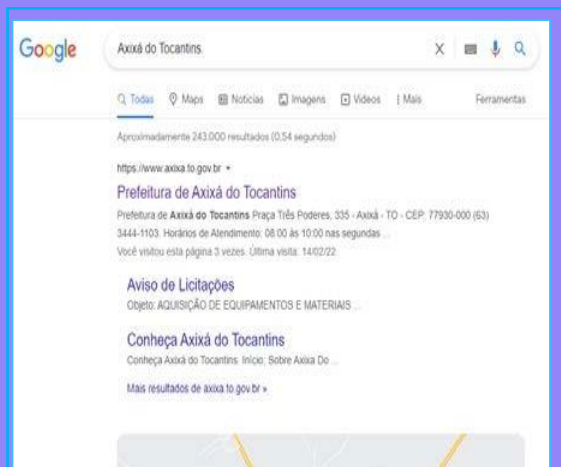 Google
Axixá do Tocantins
Todas Maps Notícias Imagens Vídeos Mais Ferramentas
Aproximadamente 243.000 resultados (0,54 segundos)
https://www.axixa.to.gov.br
Prefeitura de Axixá do Tocantins
Prefeitura de Axixá do Tocantins Praça Três Poderes, 335 - Axixá - TO - CEP: 77930-000 (63)
3444-1103. Horários de Atendimento: 08:00 às 10:00 nas segundas ...
Você visitou esta página 3 vezes. Última visita: 14/02/22
Aviso de Licitações
Objeto: AQUISIÇÃO DE EQUIPAMENTOS E MATERIAIS ...
Conheça Axixá do Tocantins
Conheça Axixá do Tocantins. Início; Sobre Axixa Do ...
Mais resultados de axixa.to.gov.br »